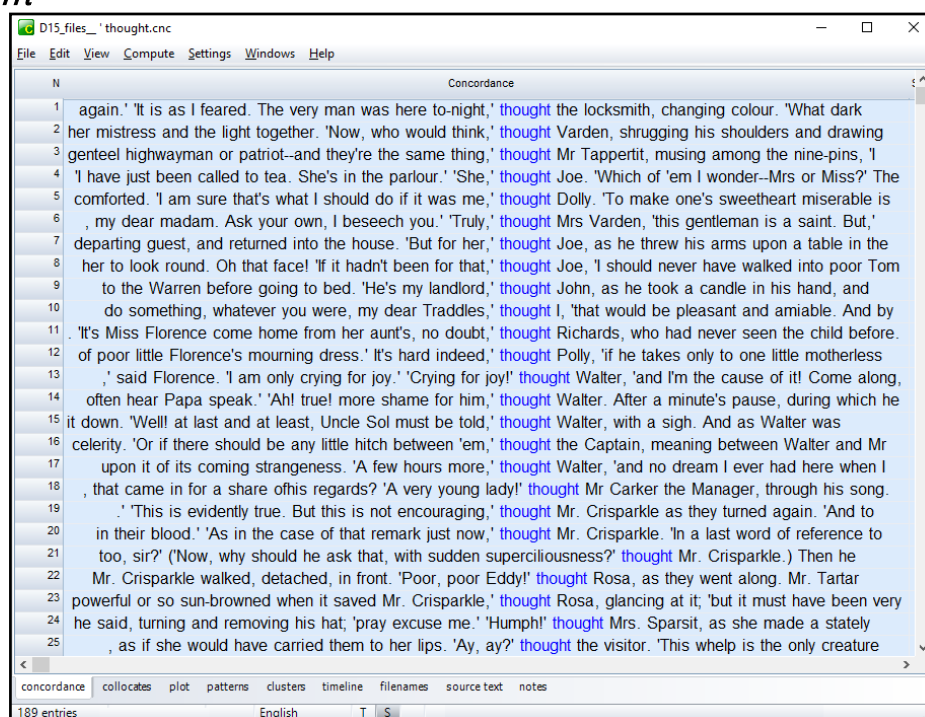 D15_files__ ' thought.cnc
File Edit View Compute Settings Windows Help
N Concordance
1 again.' 'It is as I feared. The very man was here to-night,' thought the locksmith, changing colour. 'What dark
2 her mistress and the light together. 'Now, who would think,' thought Varden, shrugging his shoulders and drawing
3 genteel highwayman or patriot--and they're the same thing,' thought Mr Tappertit, musing among the nine-pins, 'I
4 'I have just been called to tea. She's in the parlour.' 'She,' thought Joe. 'Which of 'em I wonder--Mrs or Miss?' The
5 comforted. 'I am sure that's what I should do if it was me,' thought Dolly. 'To make one's sweetheart miserable is
6 , my dear madam. Ask your own, I beseech you.' 'Truly,' thought Mrs Varden, 'this gentleman is a saint. But,'
7 departing guest, and returned into the house. 'But for her,' thought Joe, as he threw his arms upon a table in the
8 her to look round. Oh that face! 'If it hadn't been for that,' thought Joe, 'I should never have walked into poor Tom
9 to the Warren before going to bed. 'He's my landlord,' thought John, as he took a candle in his hand, and
10 do something, whatever you were, my dear Traddles,' thought I, 'that would be pleasant and amiable. And by
11 . 'It's Miss Florence come home from her aunt's, no doubt,' thought Richards, who had never seen the child before.
12 of poor little Florence's mourning dress.' It's hard indeed,' thought Polly, 'if he takes only to one little motherless
13 ,' said Florence. 'I am only crying for joy.' 'Crying for joy!' thought Walter, 'and I'm the cause of it! Come along,
14 often hear Papa speak.' 'Ah! true! more shame for him,' thought Walter. After a minute's pause, during which he
15 it down. 'Well! at last and at least, Uncle Sol must be told,' thought Walter, with a sigh. And as Walter was
16 celerity. 'Or if there should be any little hitch between 'em,' thought the Captain, meaning between Walter and Mr
17 upon it of its coming strangeness. 'A few hours more,' thought Walter, 'and no dream I ever had here when I
18 , that came in for a share ofhis regards? 'A very young lady!' thought Mr Carker the Manager, through his song.
19 .' 'This is evidently true. But this is not encouraging,' thought Mr. Crisparkle as they turned again. 'And to
20 in their blood.' 'As in the case of that remark just now,' thought Mr. Crisparkle. 'In a last word of reference to
21 too, sir?' ('Now, why should he ask that, with sudden superciliousness?' thought Mr. Crisparkle.) Then he
22 Mr. Crisparkle walked, detached, in front. 'Poor, poor Eddy!' thought Rosa, as they went along. Mr. Tartar
23 powerful or so sun-browned when it saved Mr. Crisparkle,' thought Rosa, glancing at it; 'but it must have been very
24 he said, turning and removing his hat; 'pray excuse me.' 'Humph!' thought Mrs. Sparsit, as she made a stately
25 , as if she would have carried them to her lips. 'Ay, ay?' thought the visitor. 'This whelp is the only creature
concordance collocates plot patterns clusters timeline filenames source text notes
189 entries English T S